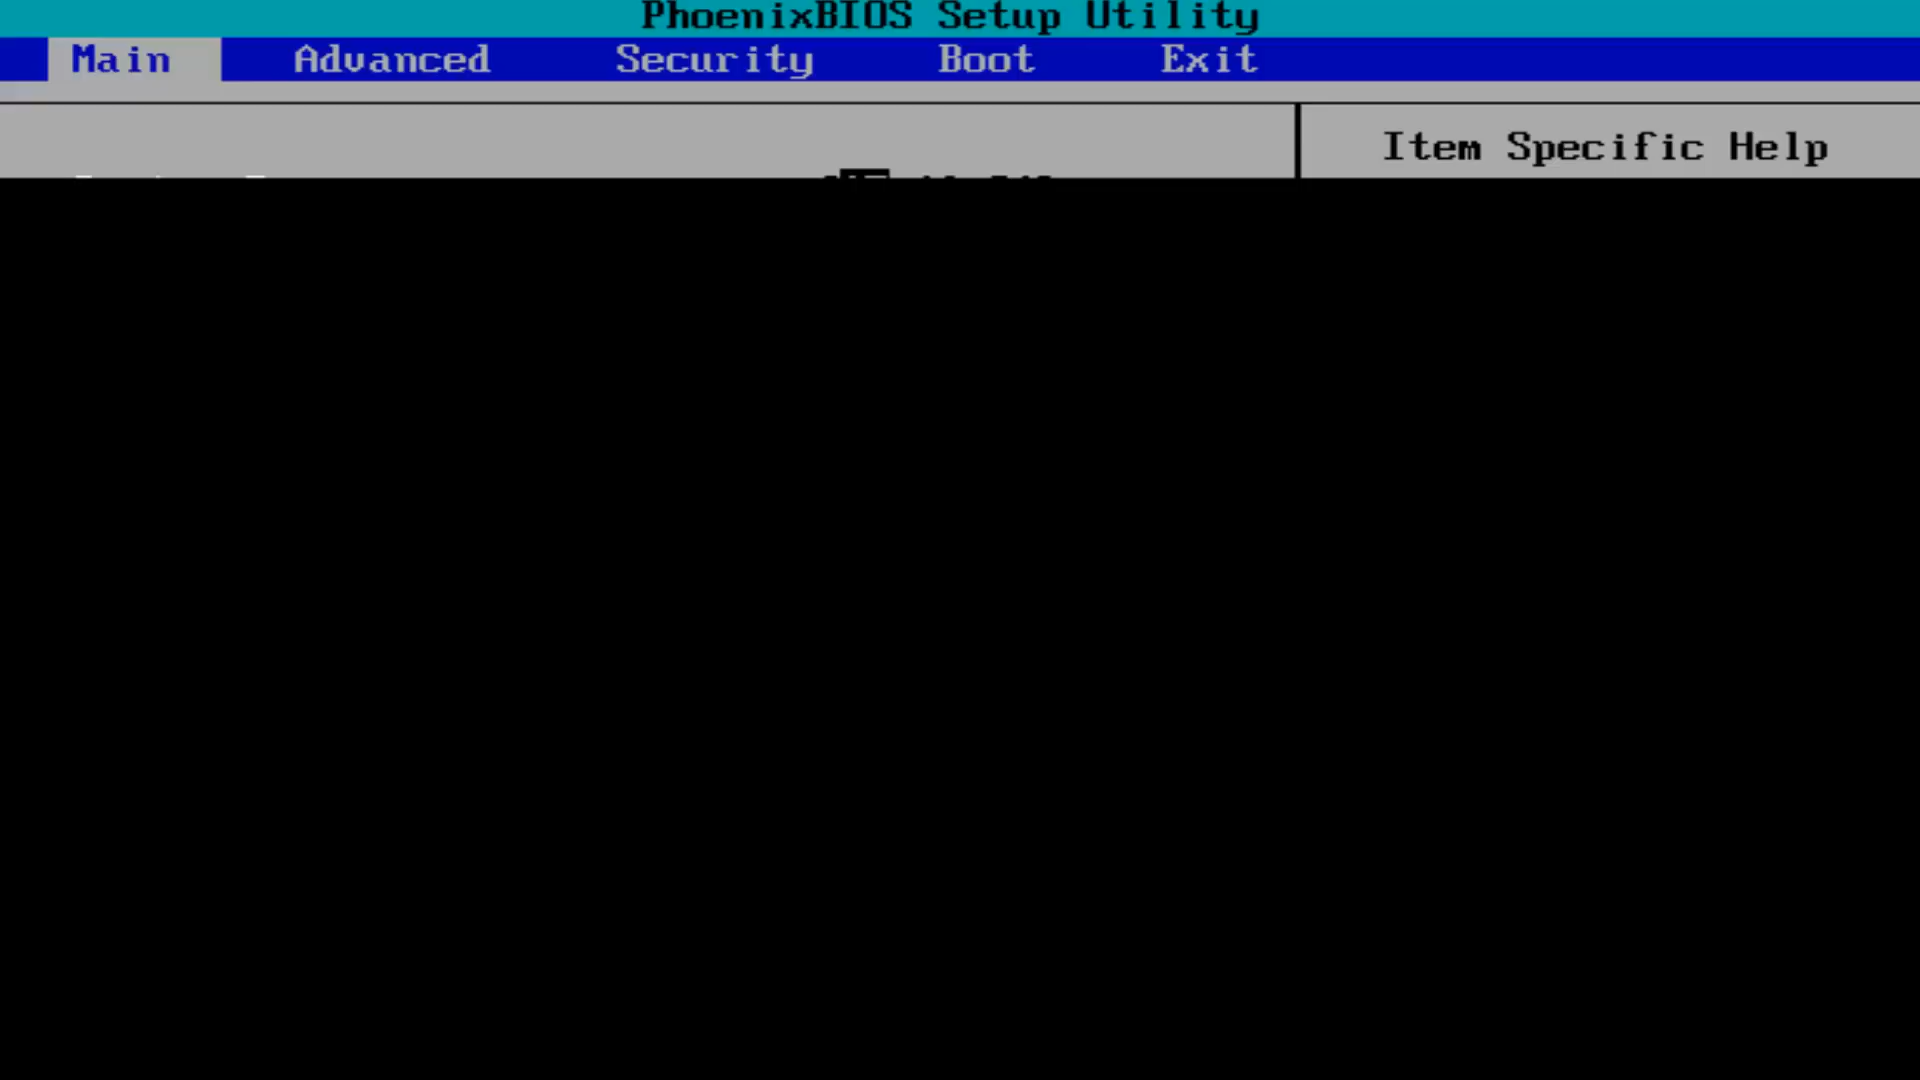 PhoenixBIOS Setup Utility
Main Advanced Security Boot Exit
Item Specific Help